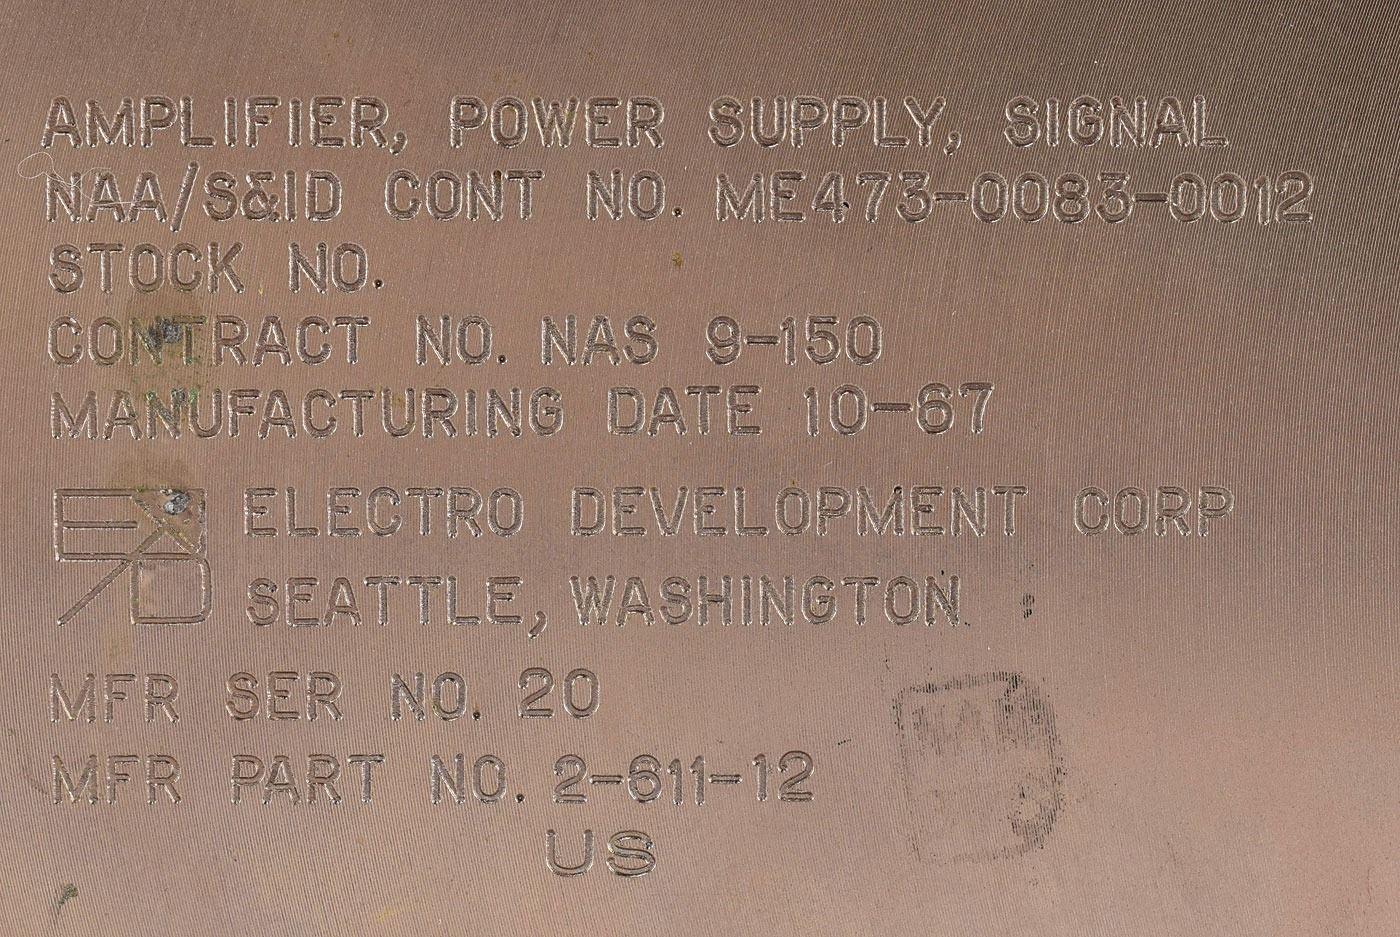 AMPLIFIER, POWER SUPPLY, SIGNAL
NAA/S&ID CONT NO. ME473-0083-0012
STOCK NO.
CONTRACT NO. NAS 9-150
MANUFACTURING DATE 10-67
ELECTRO DEVELOPMENT CORP
SEATTLE, WASHINGTON
MFR SER NO. 20
MFR PART NO. 2-611-12
US